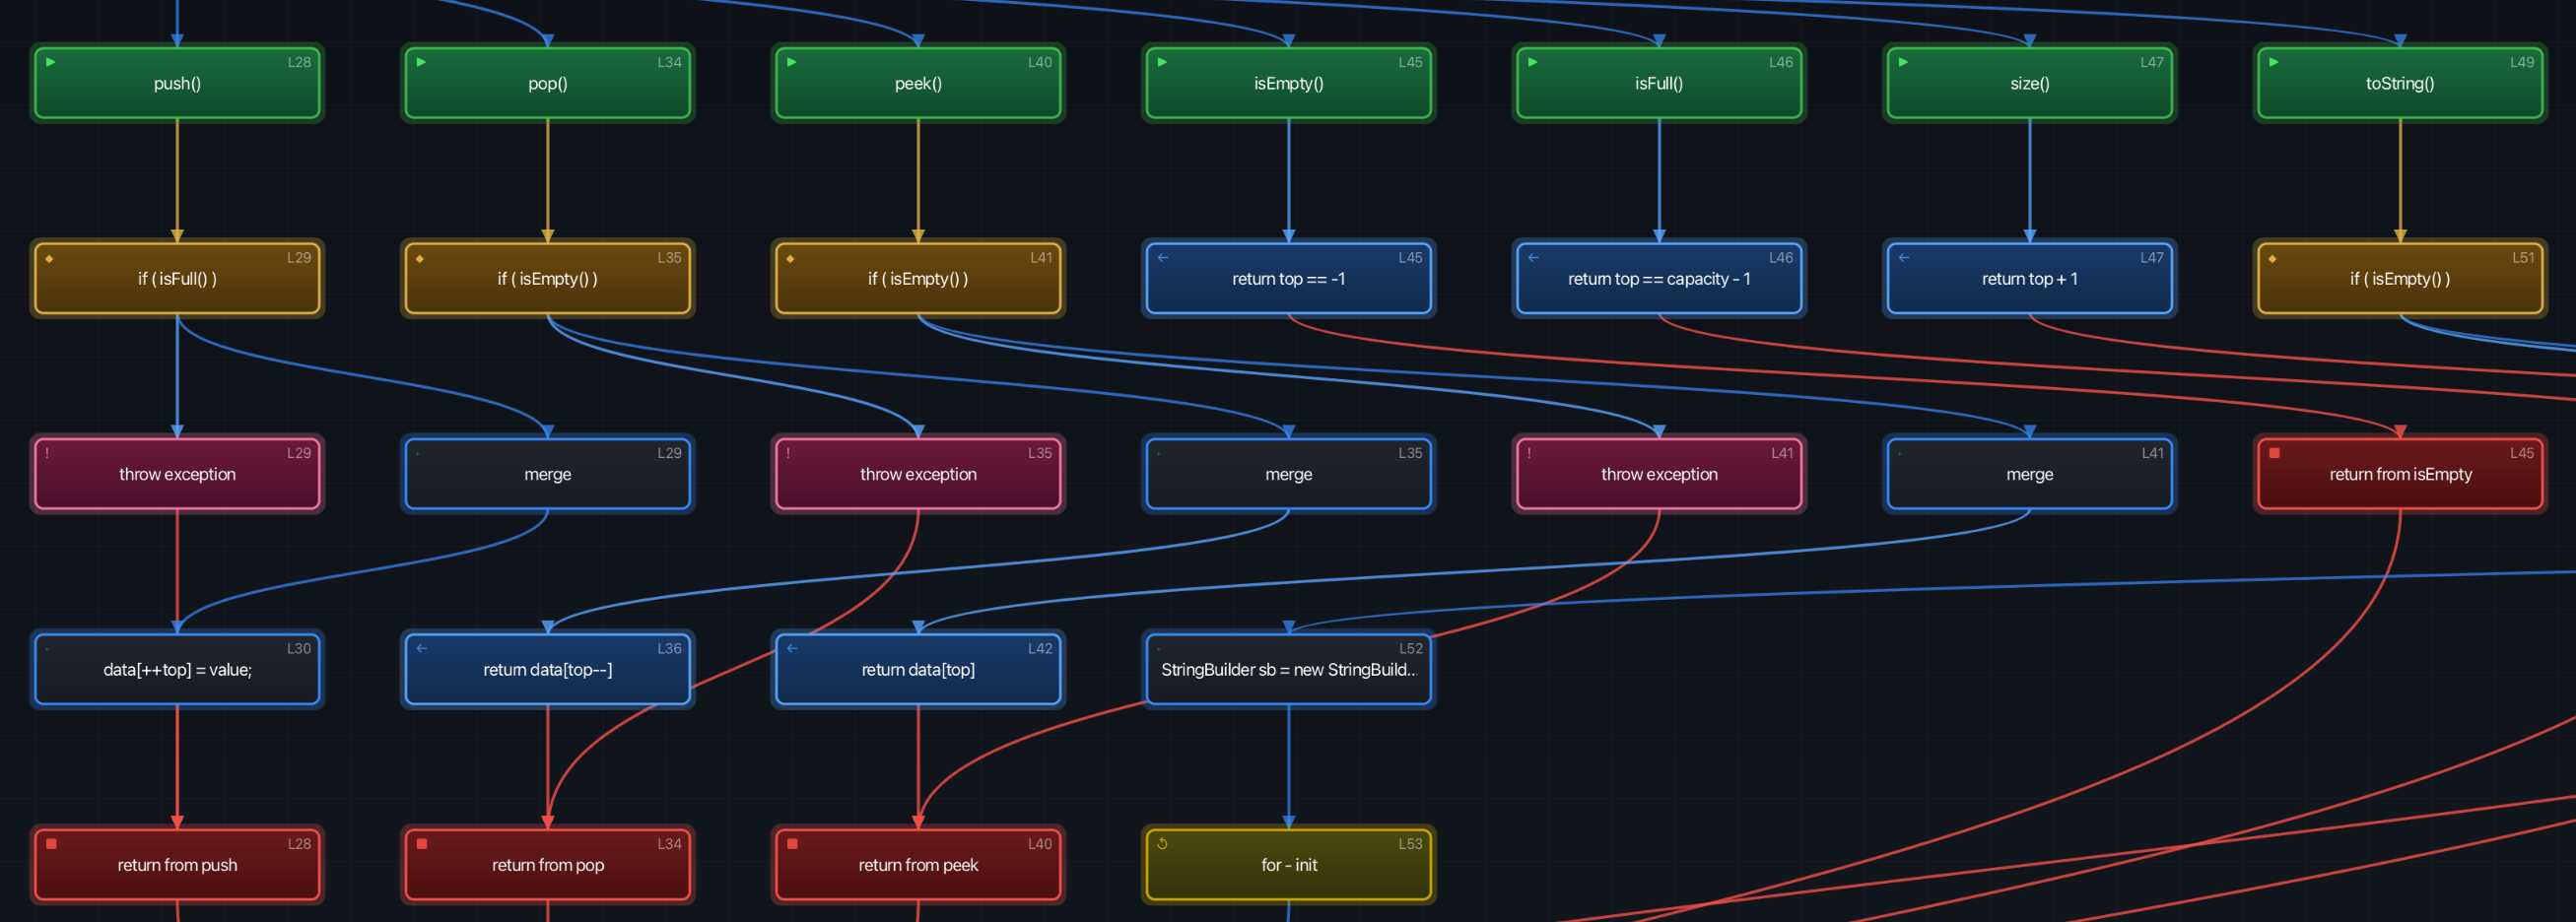 L28
push()
L34
pop()
L40
peek()
L45
isEmpty()
L46
isFull()
L47
size()
L49
toString()
L29
if ( isFull() )
L35
if ( isEmpty() )
L41
if ( isEmpty() )
L45
return top == -1
L46
return top == capacity - 1
L47
return top + 1
L51
if ( isEmpty() )
! L29
throw exception
L29
merge
! L35
throw exception
L35
merge
! L41
throw exception
L41
merge
L45
return from isEmpty
L30
data[++top] = value;
L36
return data[top--]
L42
return data[top]
L52
StringBuilder sb = new StringBuild...
L28
return from push
L34
return from pop
L40
return from peek
L53
for - init